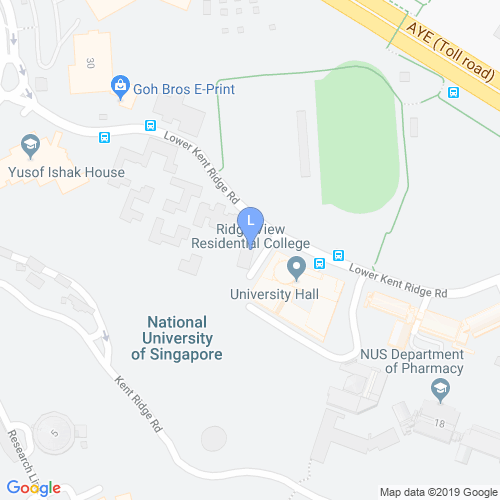 AYE (Toll road)
30
Goh Bros E-Print
Lower Kent Ridge Rd
Yusof Ishak House
L
Ridge View
Residential College
University Hall
Lower Kent Ridge Rd
National
University
of Singapore
NUS Department
of Pharmacy
Kent Ridge Rd
18
5
Research Li
Google
Map data ©2019 Google